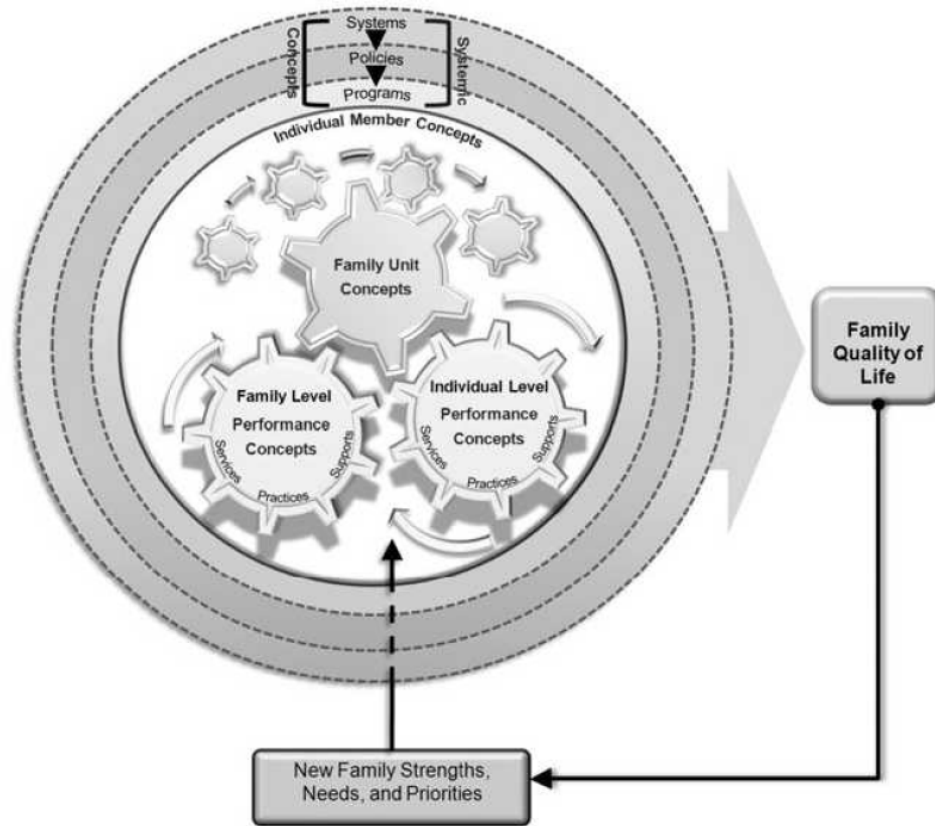 Systems
Policies
Programs
Concepts
Systemic
Individual Member Concepts
Family Unit
Concepts
Family Level
Performance
Concepts
Services
Practices
Supports
Individual Level
Performance
Concepts
Services
Practices
Supports
Family
Quality of
Life
New Family Strengths,
Needs, and Priorities